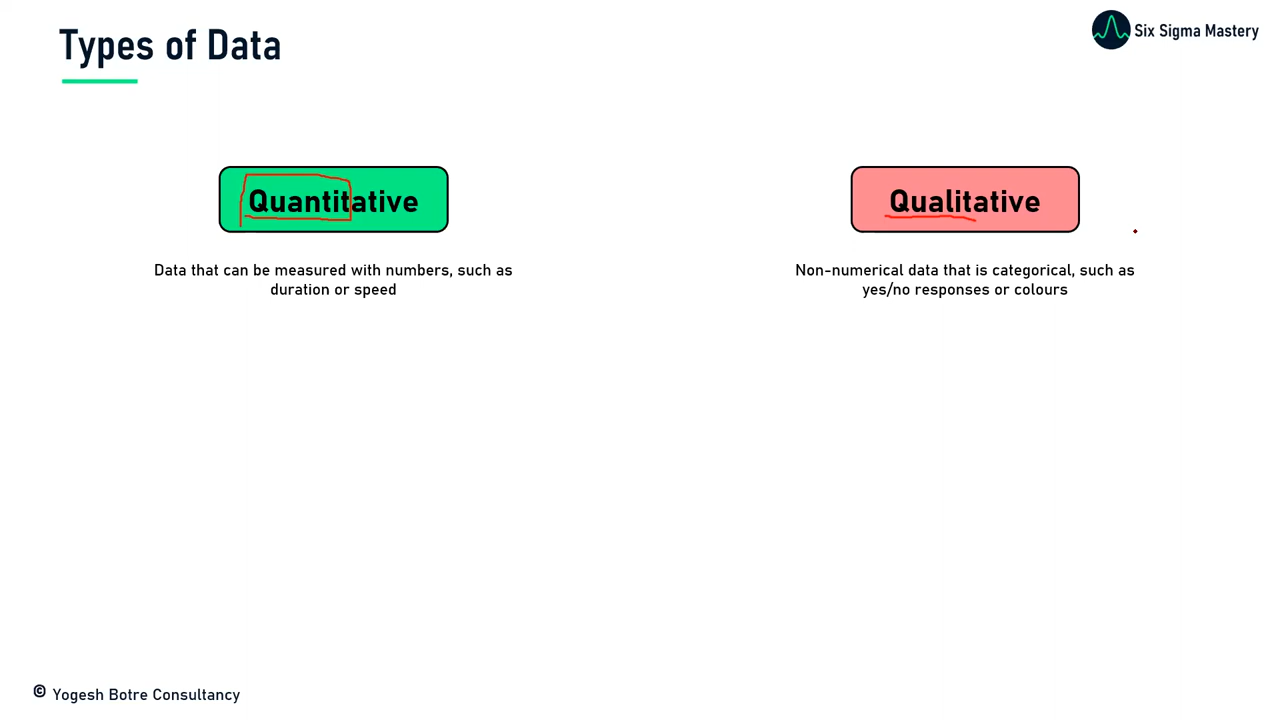 Types of Data
Six Sigma Mastery
Quantitative
Qualitative
Data that can be measured with numbers, such as
duration or speed
Non-numerical data that is categorical, such as
yes/no responses or colours
© Yogesh Botre Consultancy